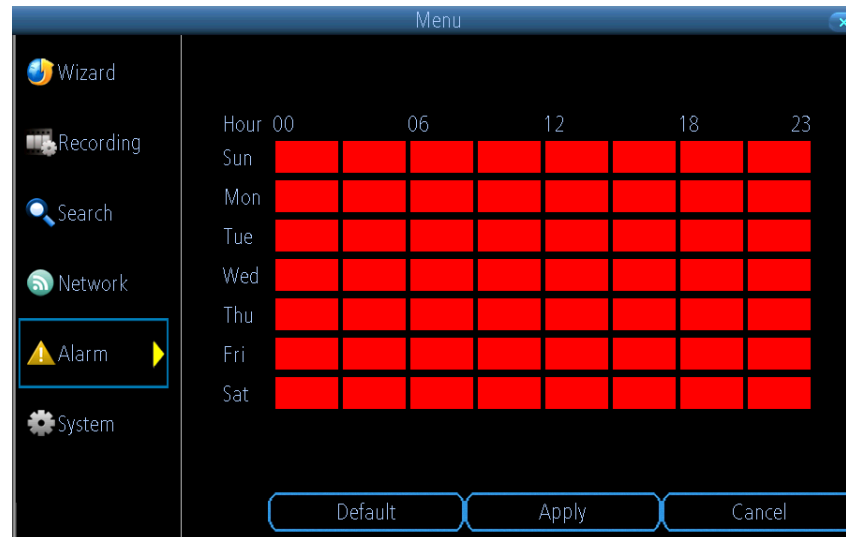 Menu
Wizard
Recording
Search
Network
Alarm
System
Hour 00 06 12 18 23
Sun
Mon
Tue
Wed
Thu
Fri
Sat
Default Apply Cancel